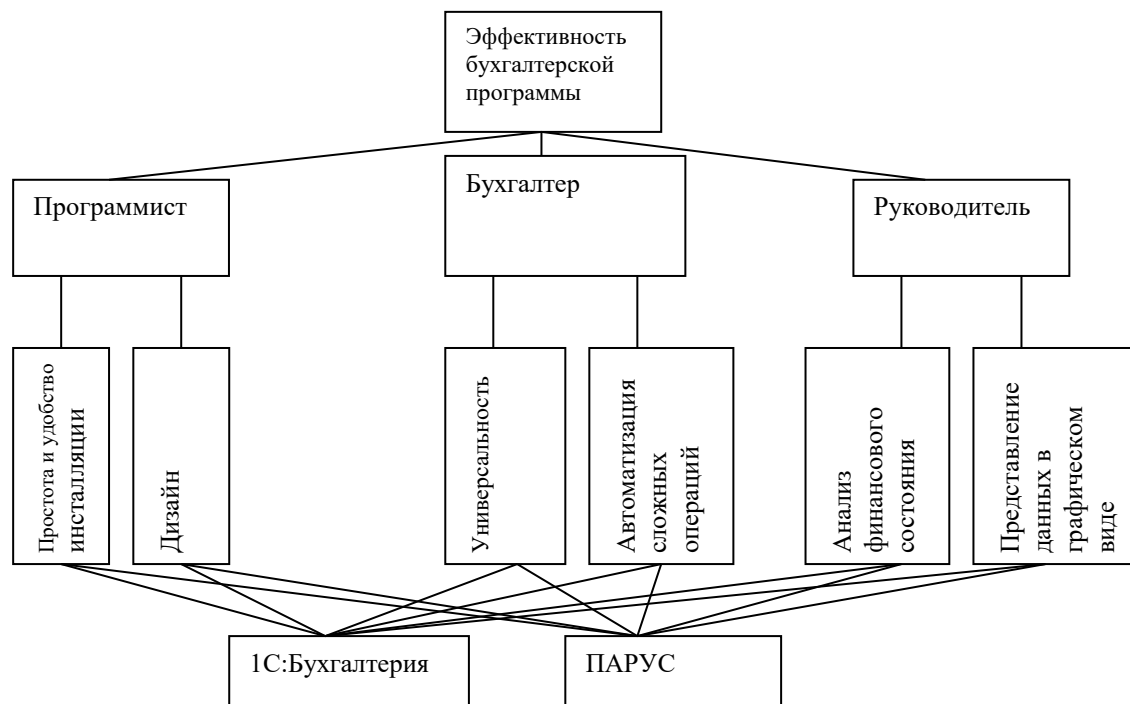 Эффективность
бухгалтерской
программы
Программист
Бухгалтер
Руководитель
Простота и удобство
инсталляции
Дизайн
Универсальность
Автоматизация
сложных
операций
Анализ
финансового
состояния
Представление
данных в
графическом
виде
1С:Бухгалтерия
ПАРУС